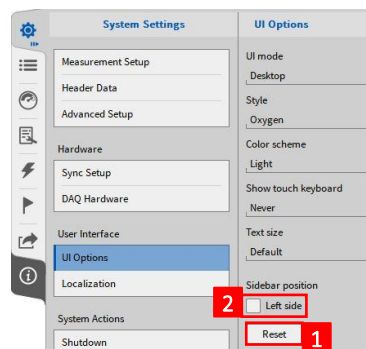 System Settings
Measurement Setup
Header Data
Advanced Setup
Hardware
Sync Setup
DAQ Hardware
User Interface
UI Options
Localization
System Actions
Shutdown
UI Options
UI mode
Desktop
Style
Oxygen
Color scheme
Light
Show touch keyboard
Never
Text size
Default
Sidebar position
2
Left side
Reset
1